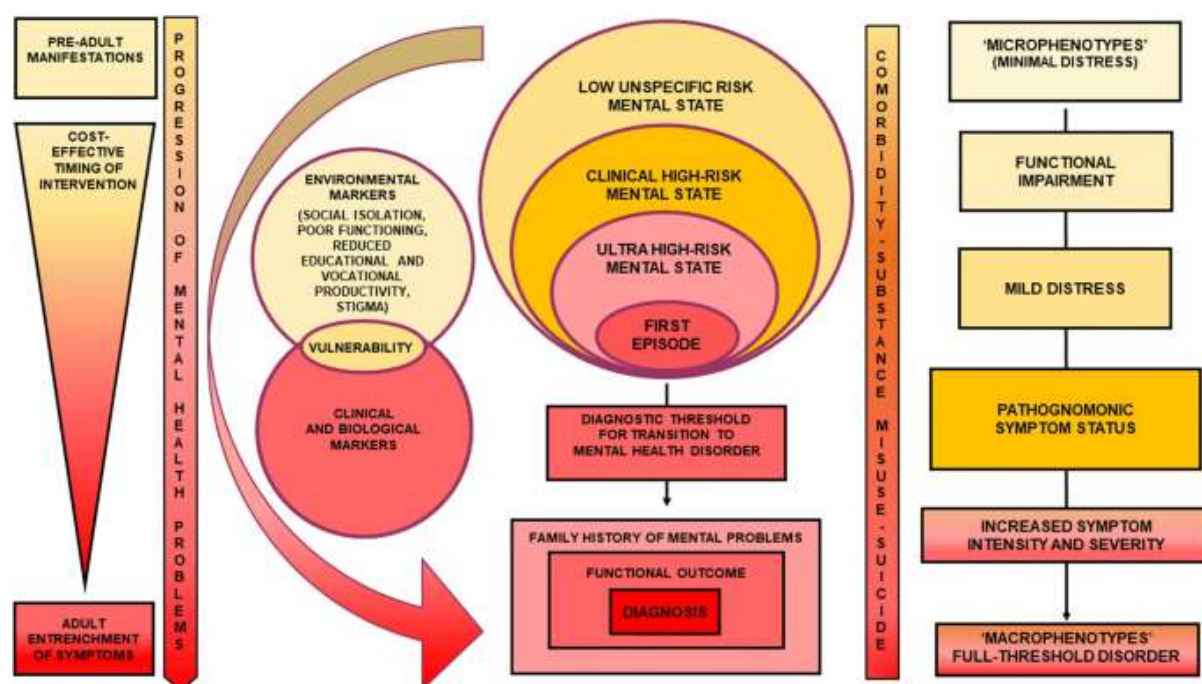 PRE-ADULT
MANIFESTATIONS
COST-
EFFECTIVE
TIMING OF
INTERVENTION
ADULT
ENTRENCHMENT
OF SYMPTOMS
PROGRESSION OF MENTAL HEALTH PROBLEMS
ENVIRONMENTAL
MARKERS
(SOCIAL ISOLATION,
POOR FUNCTIONING,
REDUCED
EDUCATIONAL AND
VOCATIONAL
PRODUCTIVITY,
STIGMA)
VULNERABILITY
CLINICAL
AND BIOLOGICAL
MARKERS
LOW UNSPECIFIC RISK
MENTAL STATE
CLINICAL HIGH-RISK
MENTAL STATE
ULTRA HIGH-RISK
MENTAL STATE
FIRST
EPISODE
DIAGNOSTIC THRESHOLD
FOR TRANSITION TO
MENTAL HEALTH DISORDER
FAMILY HISTORY OF MENTAL PROBLEMS
FUNCTIONAL OUTCOME
DIAGNOSIS
COMORBIDITY-SUBSTANCE MISUSE-SUICIDE
'MICROPHENOTYPES'
(MINIMAL DISTRESS)
FUNCTIONAL
IMPAIRMENT
MILD DISTRESS
PATHOGNOMONIC
SYMPTOM STATUS
INCREASED SYMPTOM
INTENSITY AND SEVERITY
'MACROPHENOTYPES'
FULL-THRESHOLD DISORDER